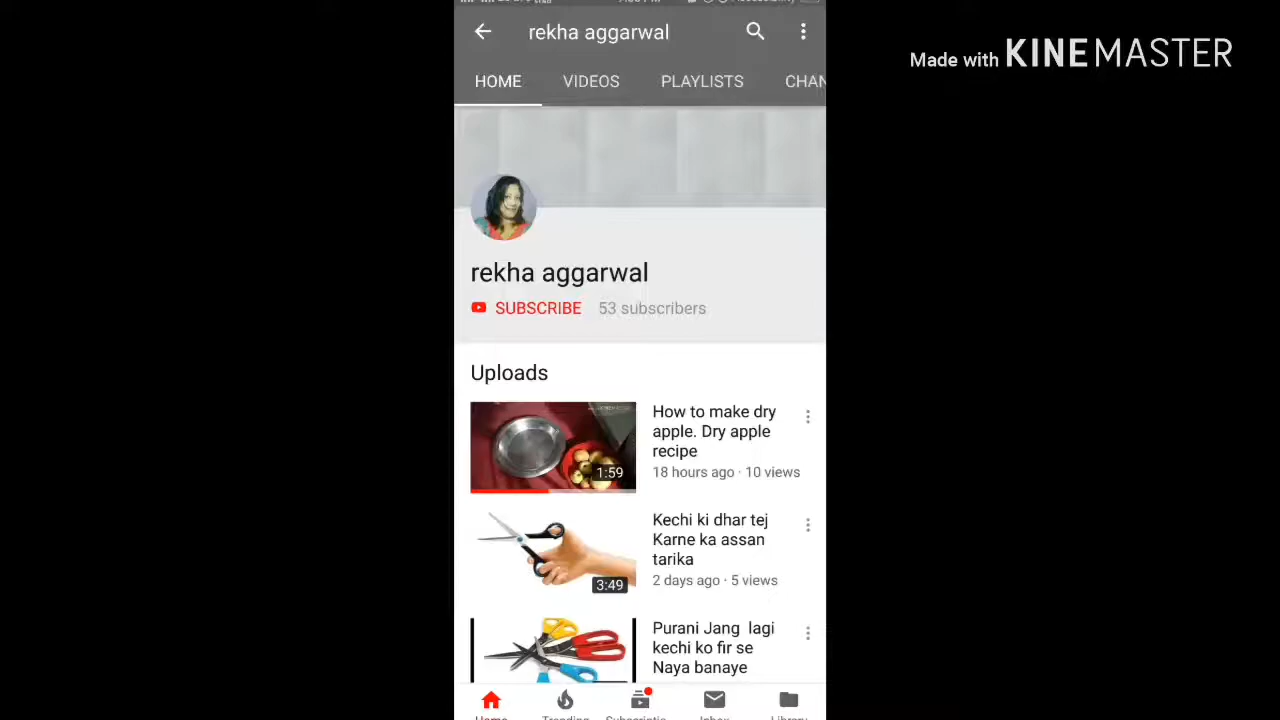 Made with KINEMASTER
rekha aggarwal
HOME VIDEOS PLAYLISTS CHAN
rekha aggarwal
SUBSCRIBE 53 subscribers
Uploads
How to make dry
apple. Dry apple
recipe
18 hours ago · 10 views
1:59
Kechi ki dhar tej
Karne ka assan
tarika
2 days ago · 5 views
3:49
Purani Jang lagi
kechi ko fir se
Naya banaye